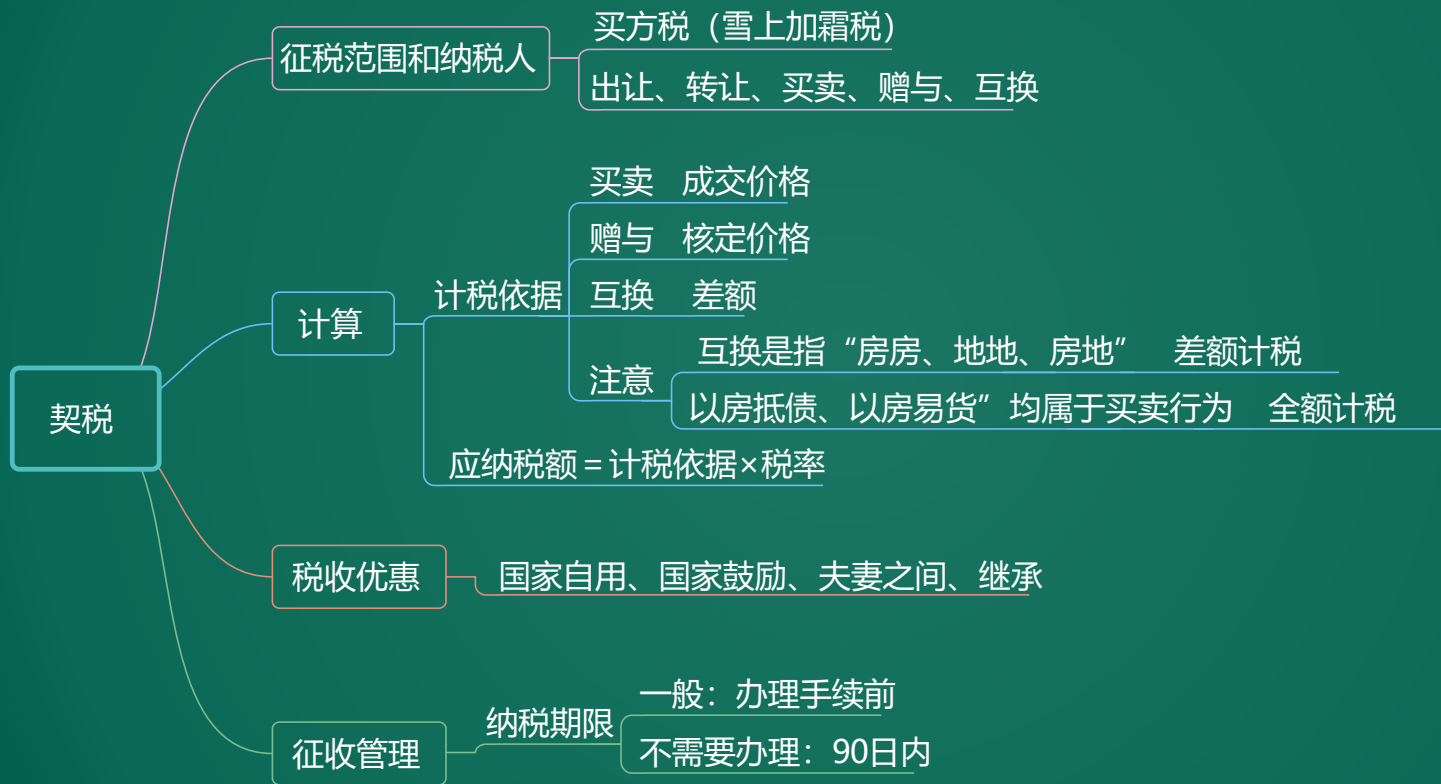 契税
征税范围和纳税人
买方税（雪上加霜税）
出让、转让、买卖、赠与、互换
计算
计税依据
买卖 成交价格
赠与 核定价格
互换 差额
注意
互换是指“房房、地地、房地” 差额计税
以房抵债、以房易货”均属于买卖行为 全额计税
应纳税额＝计税依据×税率
税收优惠
国家自用、国家鼓励、夫妻之间、继承
征收管理
纳税期限
一般：办理手续前
不需要办理：90日内